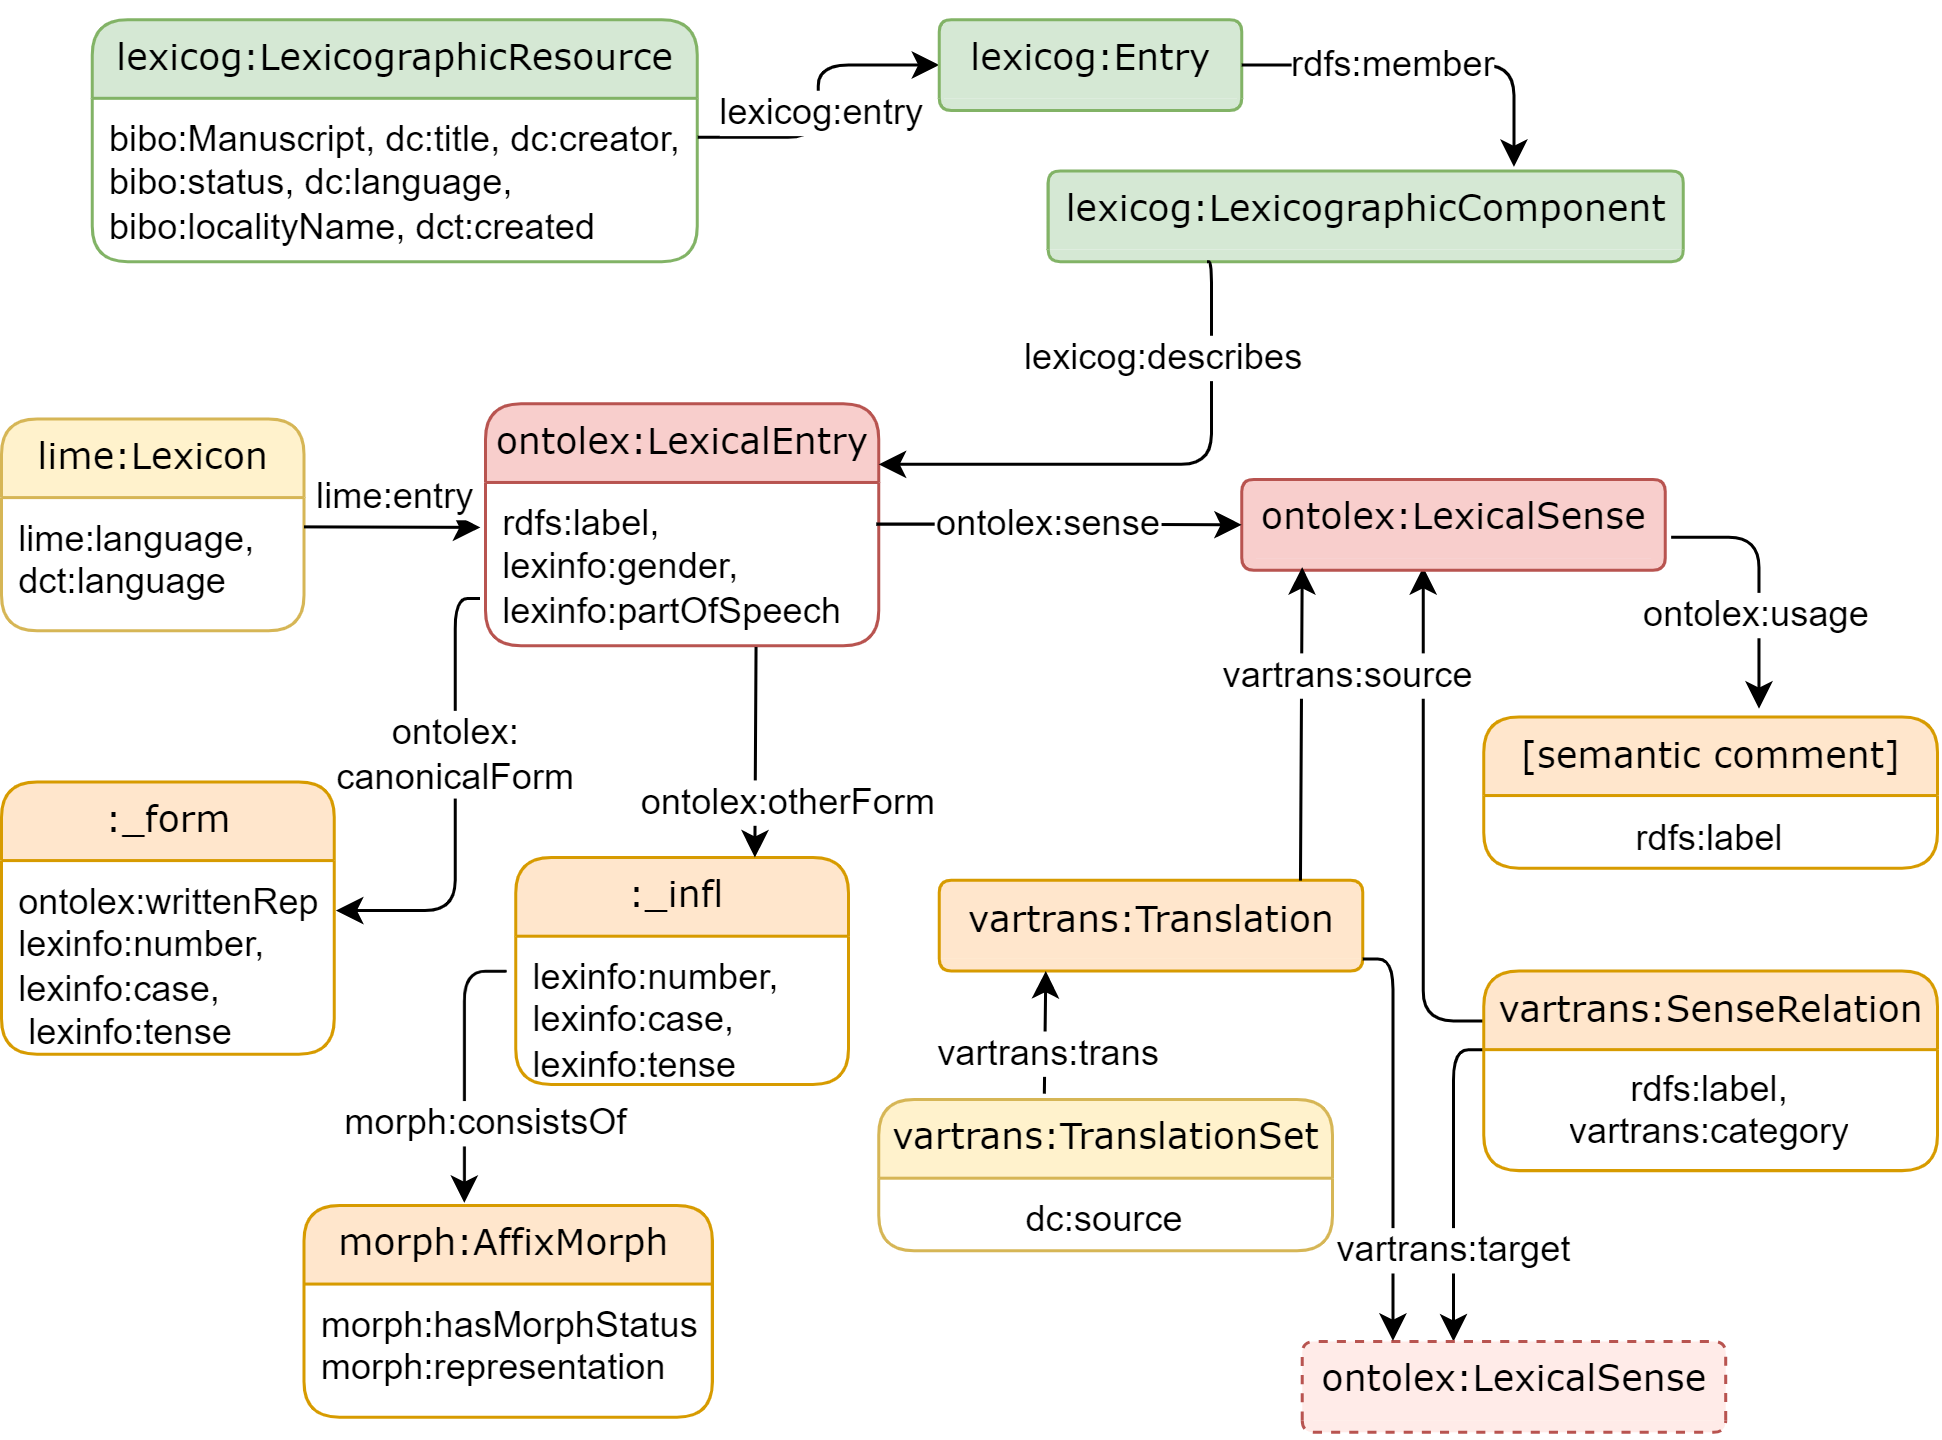 lexicog:LexicographicResource
bibo:Manuscript, dc:title, dc:creator,
bibo:status, dc:language,
bibo:localityName, dct:created
lexicog:entry
lexicog:Entry
rdfs:member
lexicog:LexicographicComponent
lexicog:describes
lime:Lexicon
lime:language,
dct:language
lime:entry
ontolex:LexicalEntry
rdfs:label,
lexinfo:gender,
lexinfo:partOfSpeech
ontolex:sense
ontolex:LexicalSense
ontolex:usage
vartrans:source
[semantic comment]
rdfs:label
ontolex:
canonicalForm
ontolex:otherForm
:_form
ontolex:writtenRep
lexinfo:number,
lexinfo:case,
lexinfo:tense
:_infl
lexinfo:number,
lexinfo:case,
lexinfo:tense
vartrans:Translation
vartrans:SenseRelation
rdfs:label,
vartrans:category
vartrans:trans
morph:consistsOf
vartrans:TranslationSet
dc:source
vartrans:target
morph:AffixMorph
morph:hasMorphStatus
morph:representation
ontolex:LexicalSense